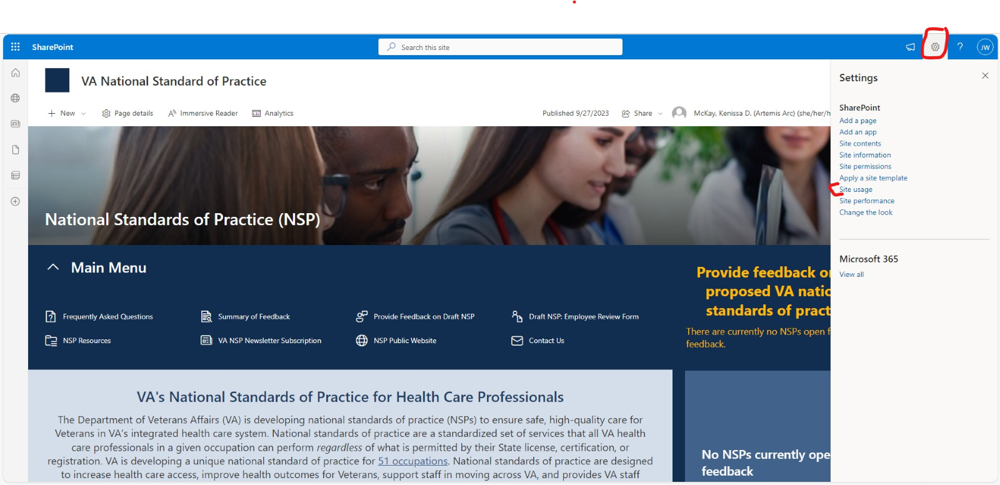 SharePoint
Search this site
JW
VA National Standard of Practice
New
Page details
Immersive Reader
Analytics
Published 9/27/2023
Share
McKay, Kenissa D. (Artemis Arc) (she/her/h
National Standards of Practice (NSP)
Main Menu
Frequently Asked Questions
Summary of Feedback
Provide Feedback on Draft NSP
Draft NSP: Employee Review Form
NSP Resources
VA NSP Newsletter Subscription
NSP Public Website
Contact Us
Provide feedback o
proposed VA natio
standards of pract
There are currently no NSPs open f
feedback.
VA's National Standards of Practice for Health Care Professionals
The Department of Veterans Affairs (VA) is developing national standards of practice (NSPs) to ensure safe, high-quality care for
Veterans in VA's integrated health care system. National standards of practice are a standardized set of services that all VA health
care professionals in a given occupation can perform regardless of what is permitted by their State license, certification, or
registration. VA is developing a unique national standard of practice for 51 occupations. National standards of practice are designed
to increase health care access, improve health outcomes for Veterans, support staff in moving across VA, and provides VA staff
No NSPs currently ope
feedback
Settings
SharePoint
Add a page
Add an app
Site contents
Site information
Site permissions
Apply a site template
Site usage
Site performance
Change the look
Microsoft 365
View all